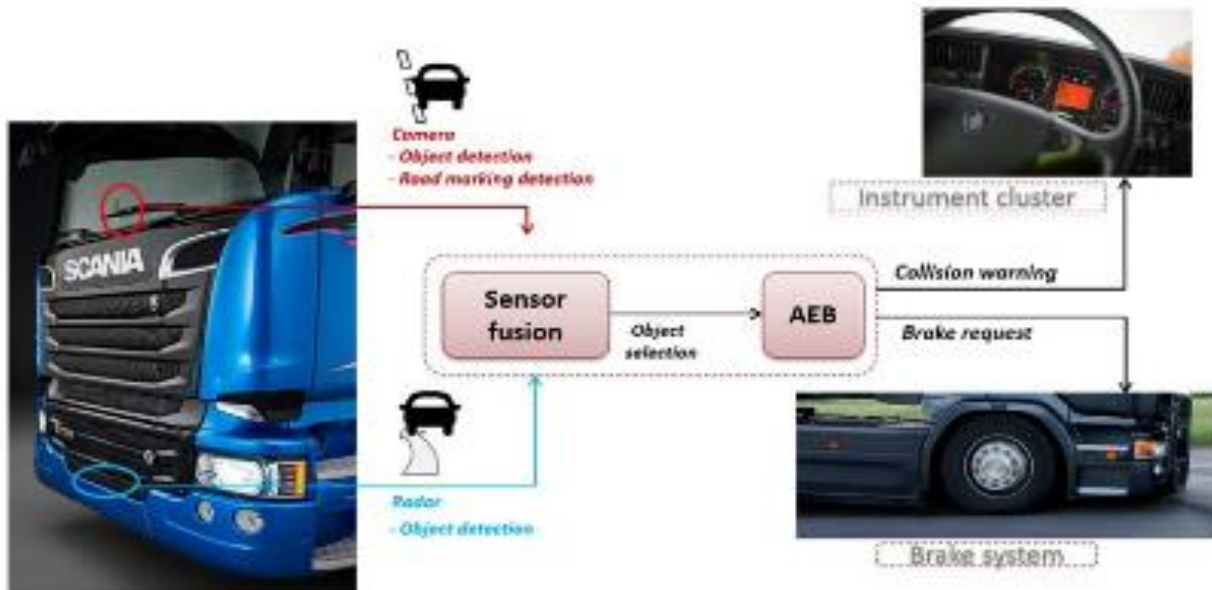 Camera
- Object detection
- Road marking detection
Instrument cluster
SCANIA
Sensor
fusion
Object
selection
AEB
Collision warning
Brake request
Radar
- Object detection
Brake system